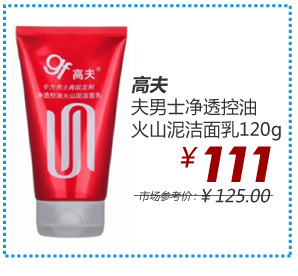 gf 高夫®
专为男士高效定制
净透控油火山泥洁面乳
高夫
夫男士净透控油
火山泥洁面乳120g
¥111
市场参考价：¥125.00